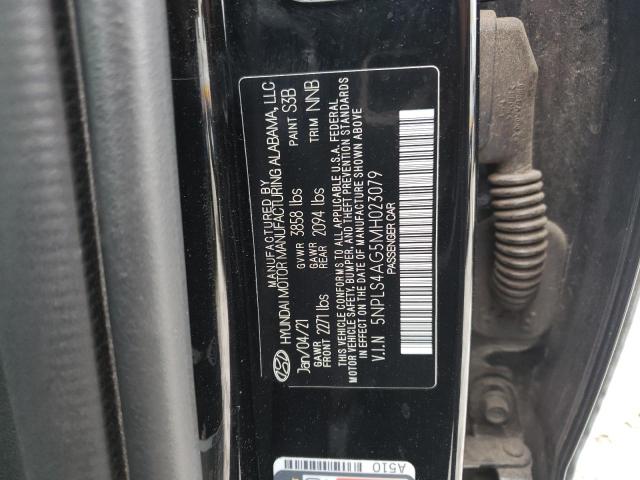 MANUFACTURED BY
HYUNDAI MOTOR MANUFACTURING ALABAMA, LLC
Jan/04/21 GVWR 3858 lbs PAINT S3B
GAWR FRONT 2271 lbs GAWR REAR 2094 lbs TRIM NNB
THIS VEHICLE CONFORMS TO ALL APPLICABLE U.S.A. FEDERAL
MOTOR VEHICLE SAFETY, BUMPER, AND THEFT PREVENTION STANDARDS
IN EFFECT ON THE DATE OF MANUFACTURE SHOWN ABOVE
V.I.N 5NPLS4AG5MH023079
PASSENGER CAR
A510